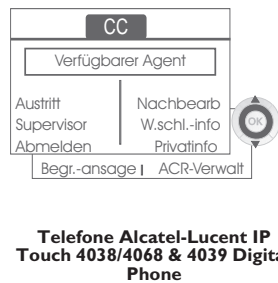 CC
Verfügbarer Agent
Austritt Nachbearb
Supervisor W.schl.-info
Abmelden Privatinfo
Begr.-ansage ACR-Verwalt
OK
Telefone Alcatel-Lucent IP
Touch 4038/4068 & 4039 Digita
Phone